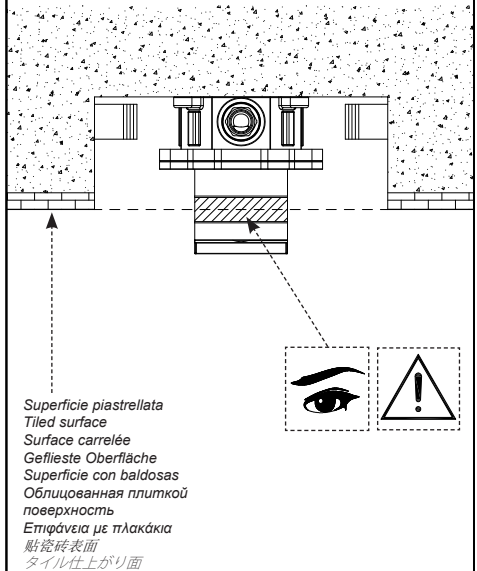 Superficie piastrellata
Tiled surface
Surface carrelée
Geflieste Oberfläche
Superficie con baldosas
Облицованная плиткой
поверхность
Επιφάνεια με πλακάκια
贴瓷砖表面
タイル仕上がり面